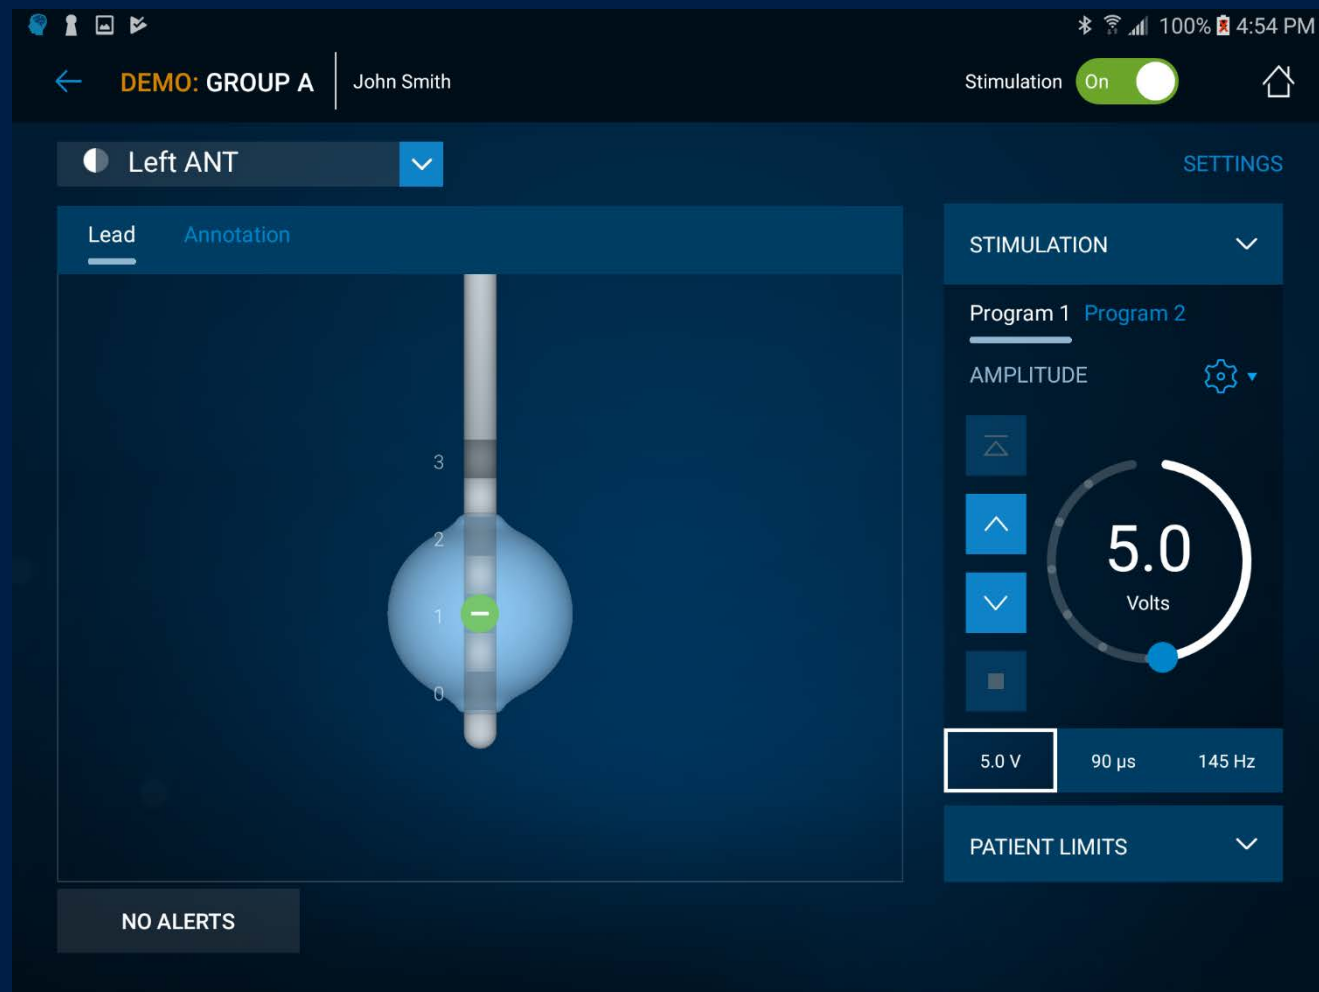 100% 4:54 PM
DEMO: GROUP A John Smith Stimulation On
Left ANT
SETTINGS
Lead Annotation
STIMULATION
Program 1 Program 2
AMPLITUDE
3
2
1
0
5.0
Volts
5.0 V 90 µs 145 Hz
PATIENT LIMITS
NO ALERTS